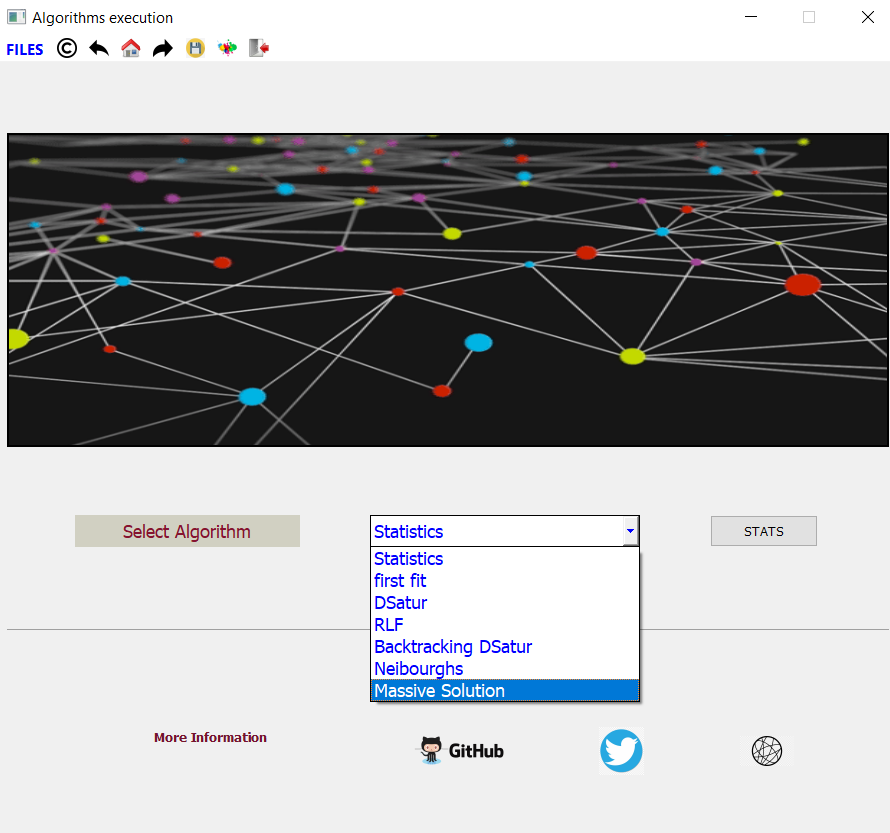 Algorithms execution
FILES
©
Select Algorithm
Statistics
STATS
Statistics
first fit
DSatur
RLF
Backtracking DSatur
Neibourghs
Massive Solution
More Information
GitHub